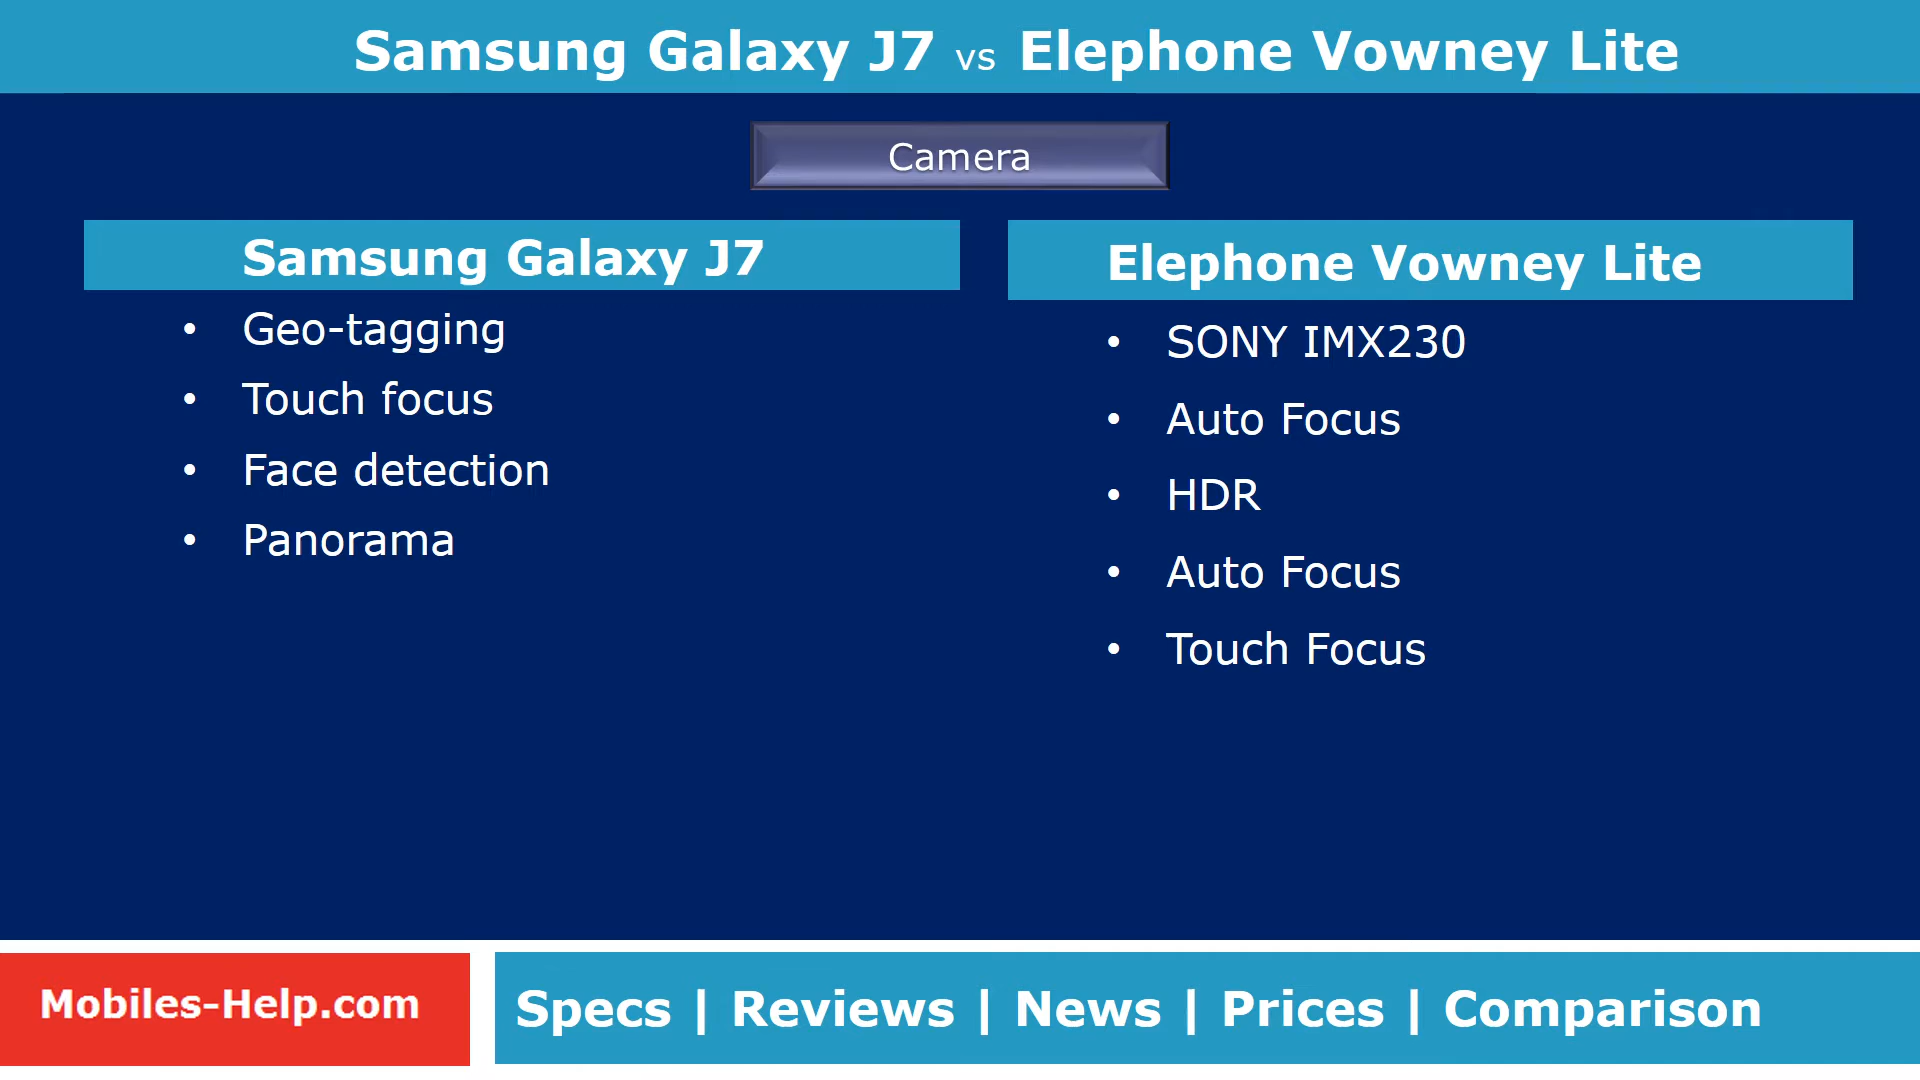 Samsung Galaxy J7 vs Elephone Vowney Lite
Camera
Samsung Galaxy J7
• Geo-tagging
• Touch focus
• Face detection
• Panorama
Elephone Vowney Lite
• SONY IMX230
• Auto Focus
• HDR
• Auto Focus
• Touch Focus
Mobiles-Help.com
Specs | Reviews | News | Prices | Comparison